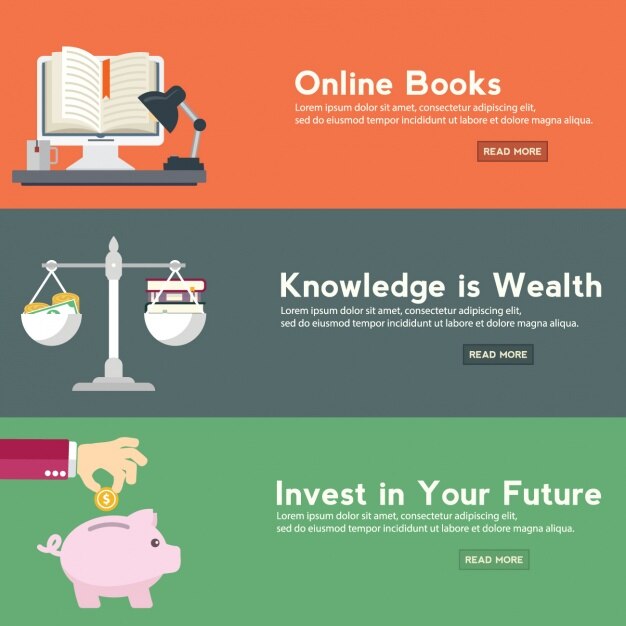 Online Books
Lorem ipsum dolor sit amet, consectetur adipiscing elit,
sed do eiusmod tempor incididunt ut labore et dolore magna aliqua.
READ MORE
Knowledge is Wealth
Lorem ipsum dolor sit amet, consectetur adipiscing elit,
sed do eiusmod tempor incididunt ut labore et dolore magna aliqua.
READ MORE
$
Invest in Your Future
Lorem ipsum dolor sit amet, consectetur adipiscing elit,
sed do eiusmod tempor incididunt ut labore et dolore magna aliqua.
READ MORE